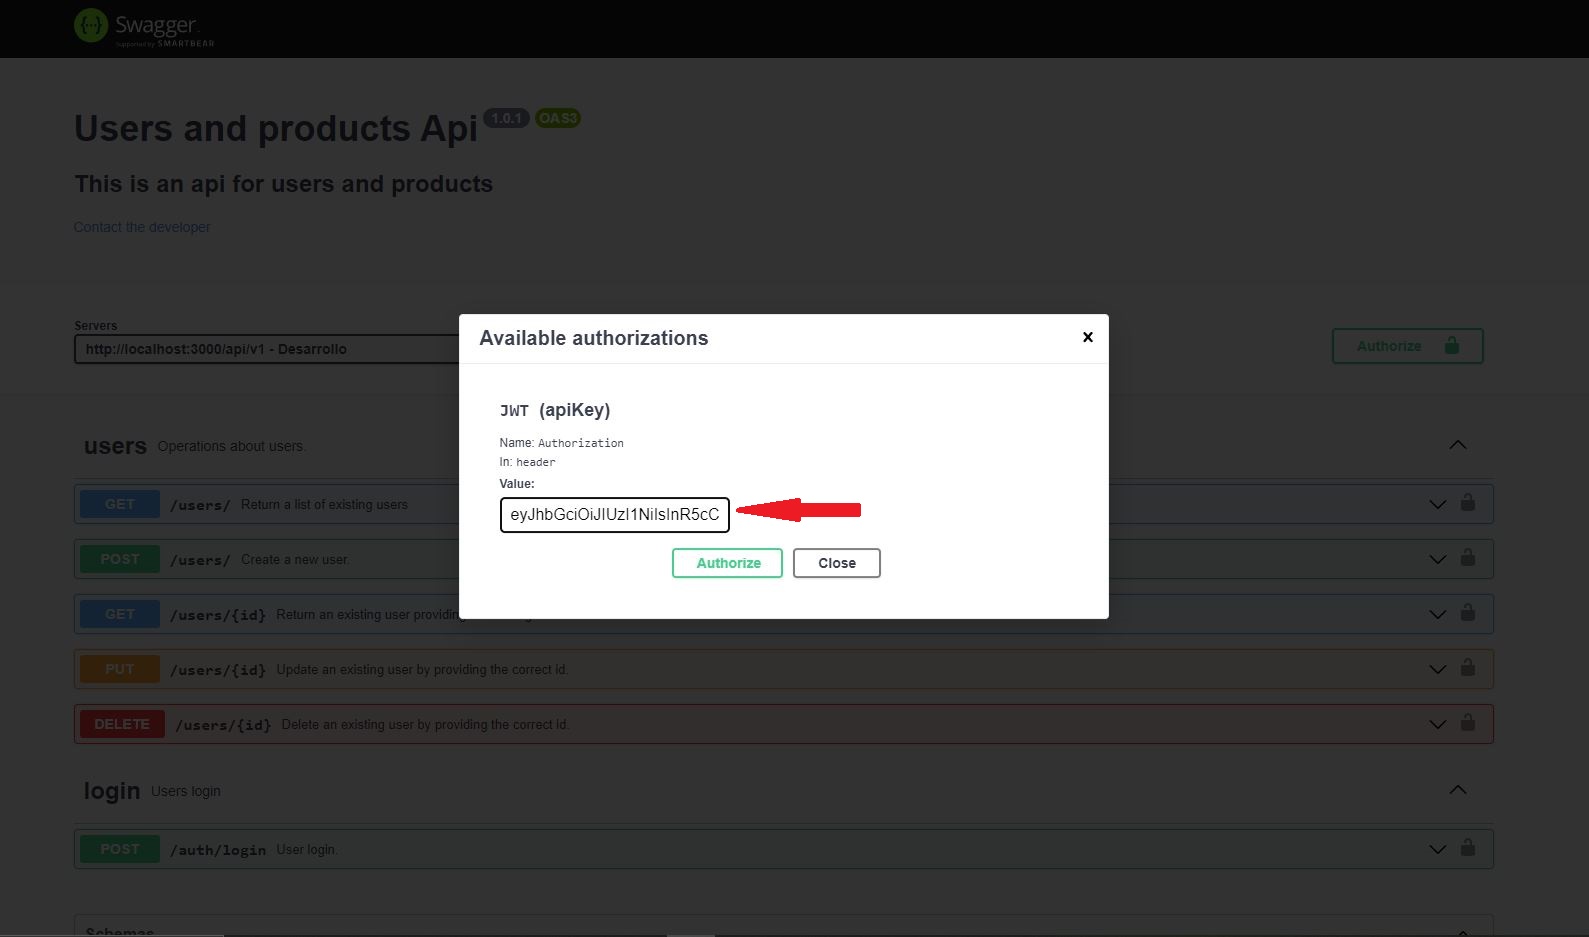 Swagger
Supported by SMARTBEAR
Users and products Api 1.0.1 OAS3
This is an api for users and products
Contact the developer
Servers
http://localhost:3000/api/v1 - Desarrollo
Authorize
Available authorizations
JWT (apiKey)
Name: Authorization
In: header
Value:
eyJhbGciOiJIUzI1NiIsInR5cC
Authorize Close
users Operations about users.
GET /users/ Return a list of existing users
POST /users/ Create a new user.
GET /users/{id} Return an existing user providing
PUT /users/{id} Update an existing user by providing the correct id.
DELETE /users/{id} Delete an existing user by providing the correct id.
login Users login
POST /auth/login User login.
Schemas